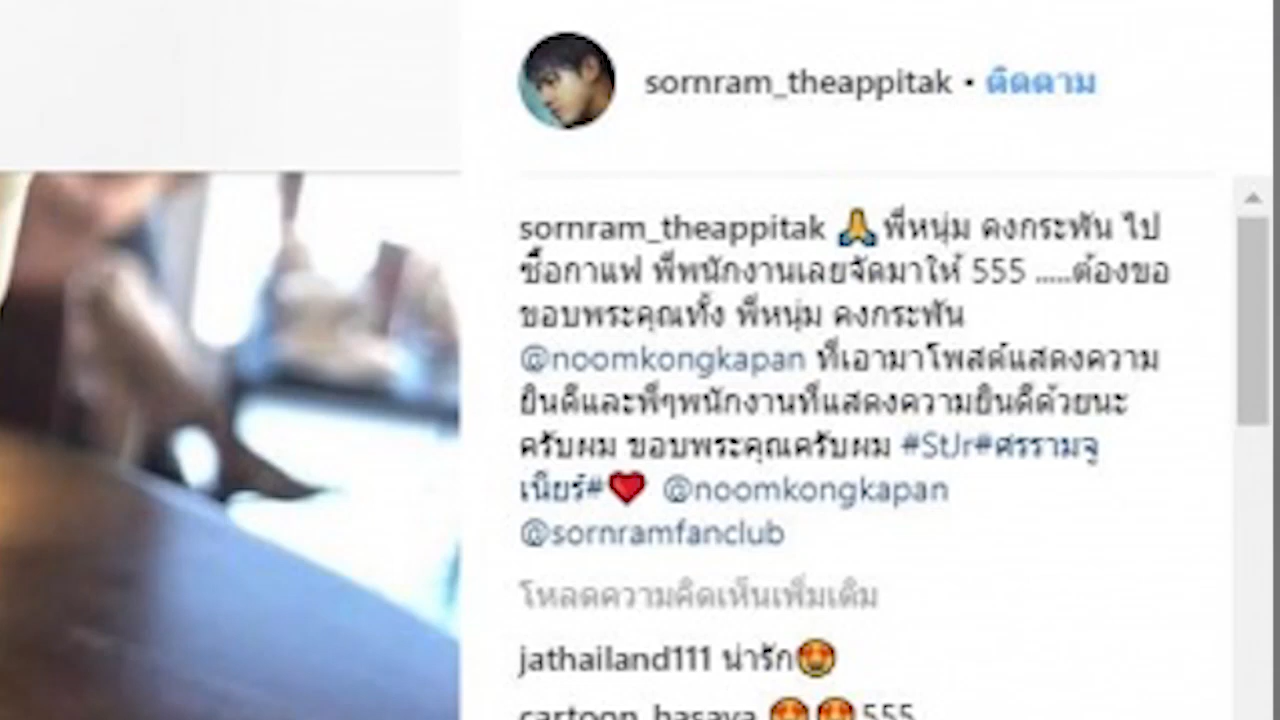 sornram_theappitak • ติดตาม
sornram_theappitak 🙏พี่หนุ่ม คงกระพัน ไป
ซื้อกาแฟ พี่พนักงานเลยจัดมาให้ 555 .....ต้องขอ
ขอบพระคุณทั้ง พี่หนุ่ม คงกระพัน
@noomkongkapan ที่เอามาโพสต์แสดงความ
ยินดีและพี่ๆพนักงานที่แสดงความยินดีด้วยนะ
ครับผม ขอบพระคุณครับผม #StJr#ศรรามจู
เนียร์#❤️ @noomkongkapan
@sornramfanclub
โหลดความคิดเห็นเพิ่มเติม
jathailand111 น่ารัก😍
cartoon_basaya 😍😍555